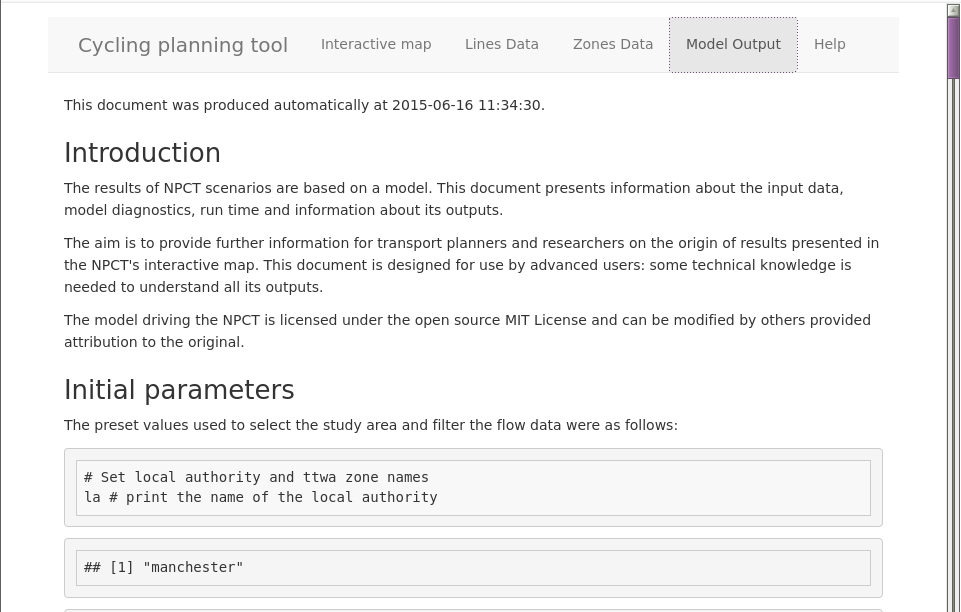 Cycling planning tool Interactive map Lines Data Zones Data Model Output Help
This document was produced automatically at 2015-06-16 11:34:30.
Introduction
The results of NPCT scenarios are based on a model. This document presents information about the input data,
model diagnostics, run time and information about its outputs.
The aim is to provide further information for transport planners and researchers on the origin of results presented in
the NPCT's interactive map. This document is designed for use by advanced users: some technical knowledge is
needed to understand all its outputs.
The model driving the NPCT is licensed under the open source MIT License and can be modified by others provided
attribution to the original.
Initial parameters
The preset values used to select the study area and filter the flow data were as follows:
# Set local authority and ttwa zone names
la # print the name of the local authority
## [1] "manchester"